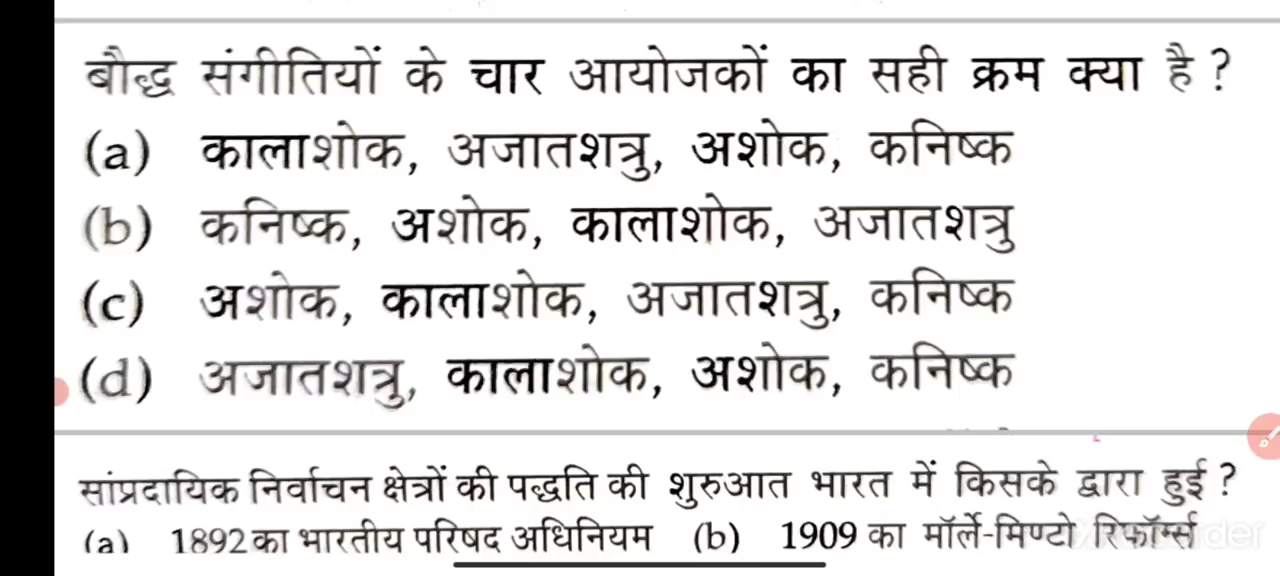 बौद्ध संगीतियों के चार आयोजकों का सही क्रम क्या है ?
(a) कालाशोक, अजातशत्रु, अशोक, कनिष्क
(b) कनिष्क, अशोक, कालाशोक, अजातशत्रु
(c) अशोक, कालाशोक, अजातशत्रु, कनिष्क
(d) अजातशत्रु, कालाशोक, अशोक, कनिष्क
सांप्रदायिक निर्वाचन क्षेत्रों की पद्धति की शुरुआत भारत में किसके द्वारा हुई ?
(a) 1892 का भारतीय परिषद अधिनियम (b) 1909 का मॉर्ले-मिण्टो रिफॉर्म्स